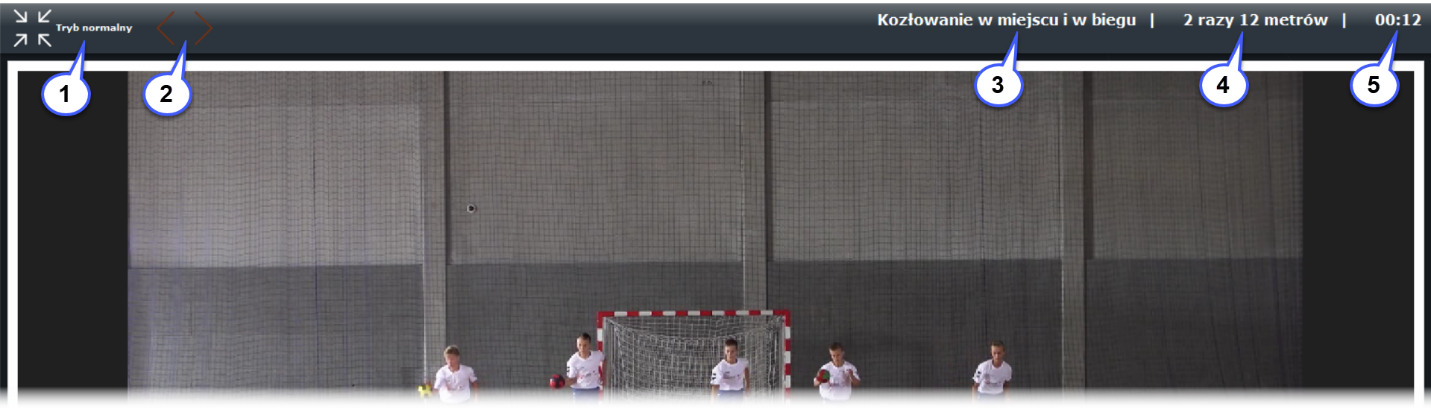 Tryb normalny
Kozłowanie w miejscu i w biegu | 2 razy 12 metrów | 00:12
1 2 3 4 5